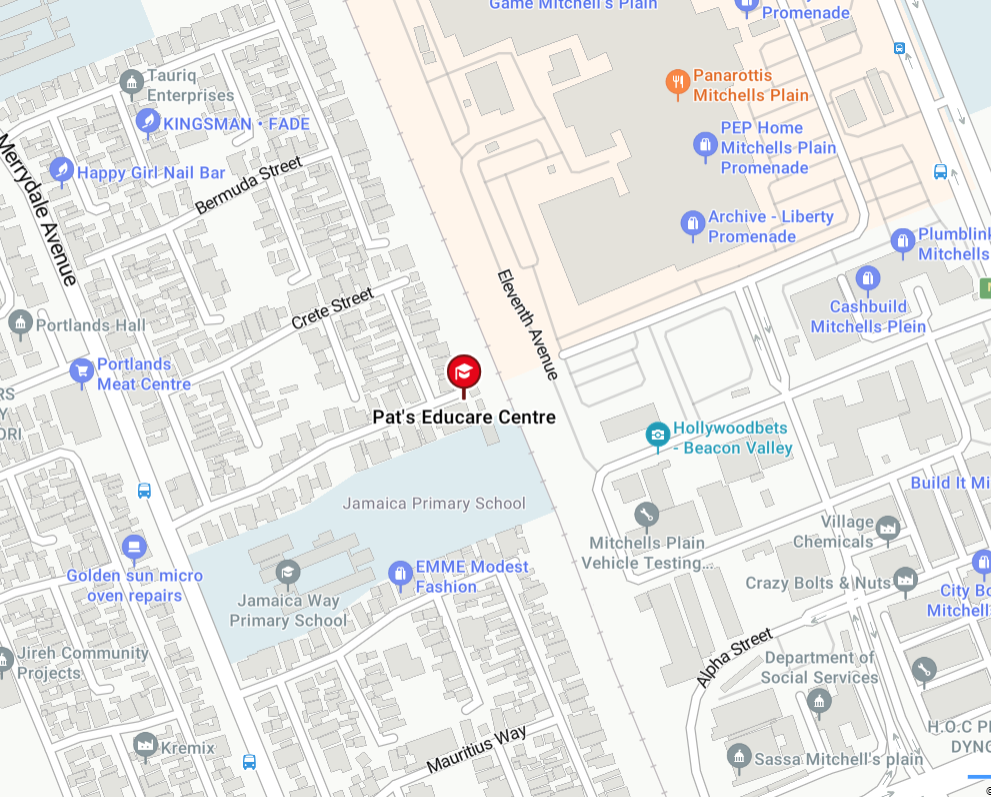 Game Mitchell's Plain
Promenade
Tauriq
Enterprises
Panarottis
Mitchells Plain
KINGSMAN • FADE
PEP Home
Mitchells Plain
Promenade
Merrydale Avenue
Happy Girl Nail Bar
Bermuda Street
Archive - Liberty
Promenade
Plumblink
Mitchells
Eleventh Avenue
Crete Street
Cashbuild
Mitchells Plein
Portlands Hall
Portlands
Meat Centre
RS
Y
ORI
Pat's Educare Centre
Hollywoodbets
- Beacon Valley
Jamaica Primary School
Build It Mi
Village
Chemicals
Mitchells Plain
Vehicle Testing...
Golden sun micro
oven repairs
EMME Modest
Fashion
Crazy Bolts & Nuts
City Bo
Mitchell'
Jamaica Way
Primary School
Alpha Street
Jireh Community
Projects
Department of
Social Services
Kremix
Mauritius Way
Sassa Mitchell's plain
H.O.C P
DYNO